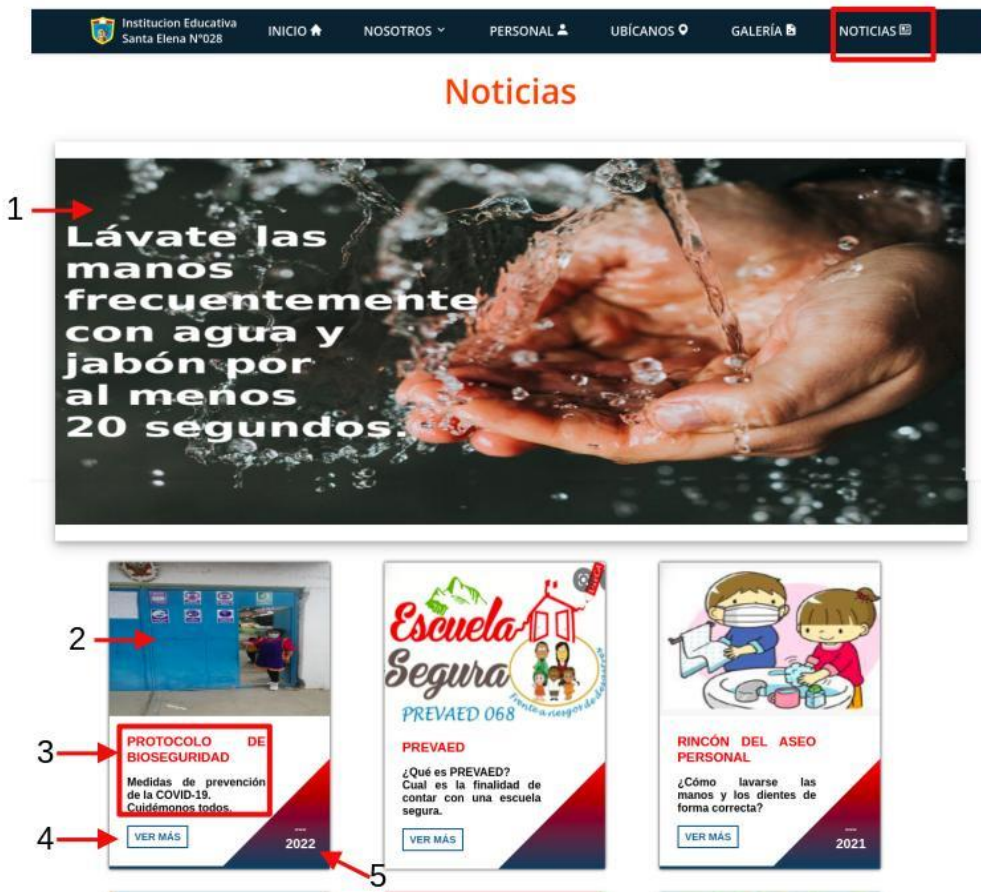 Institucion Educativa
Santa Elena N°028
INICIO
NOSOTROS
PERSONAL
UBÍCANOS
GALERÍA
NOTICIAS
Noticias
1
Lávate las
manos
frecuentemente
con agua y
jabón por
al menos
20 segundos.
2
3
PROTOCOLO DE
BIOSEGURIDAD
Medidas de prevención
de la COVID-19.
Cuidémonos todos.
4
VER MÁS
---
2022
5
Escuela
Segura
frente a riesgos de desastres
PREVAED 068
PREVAED
¿Qué es PREVAED?
Cual es la finalidad de
contar con una escuela
segura.
VER MÁS
RINCÓN DEL ASEO
PERSONAL
¿Cómo lavarse las
manos y los dientes de
forma correcta?
VER MÁS
---
2021